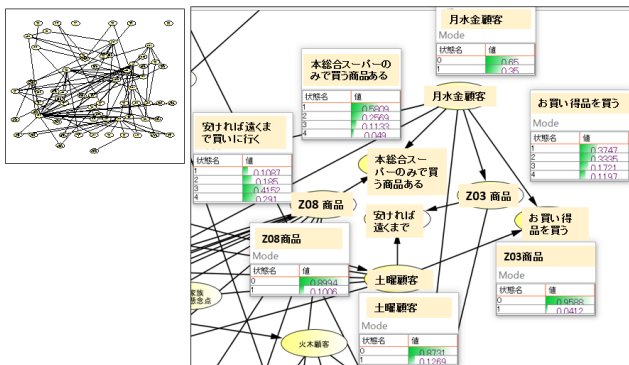 月水金顧客
Mode
状態名 値
0 0.65
1 0.35
本総合スーパーの
みで買う商品ある
状態名 値
1 0.5809
2 0.2569
3 0.1133
4 0.049
月水金顧客
お買い得品を買う
Mode
状態名 値
1 0.3747
2 0.3335
3 0.1721
4 0.1197
安ければ遠くま
で買いに行く
状態名 値
1 0.1087
2 0.185
3 0.4152
4 0.291
本総合スー
パーのみで買
う商品ある
Z08 商品
Z03 商品
安ければ
遠くまで
お買い得
品を買う
Z08商品
Mode
状態名 値
0 0.8994
1 0.1006
Z03商品
Mode
状態名 値
0 0.9588
1 0.0412
土曜顧客
家族
懸念点
土曜顧客
Mode
状態名 値
0 0.8731
1 0.1269
火木顧客